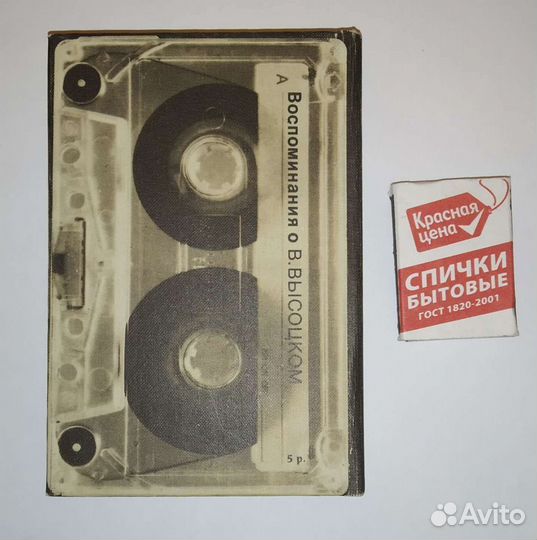 А
Воспоминания о В. ВЫСОЦКОМ
5 р.
Красная
цена
СПИЧКИ
БЫТОВЫЕ
ГОСТ 1820-2001
Avito